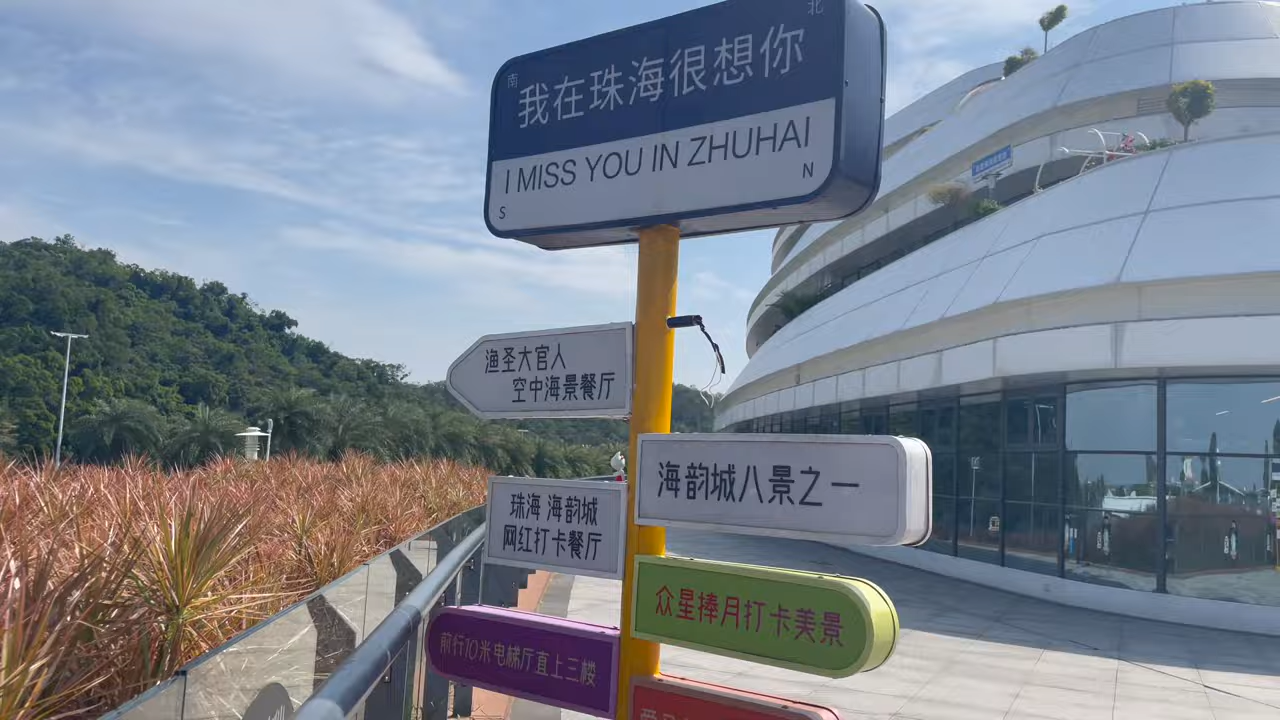 南
北
我在珠海很想你
I MISS YOU IN ZHUHAI
S
N
渔圣大官人
空中海景餐厅
海韵城八景之一
珠海 海韵城
网红打卡餐厅
众星捧月打卡美景
前行10米电梯厅直上三楼